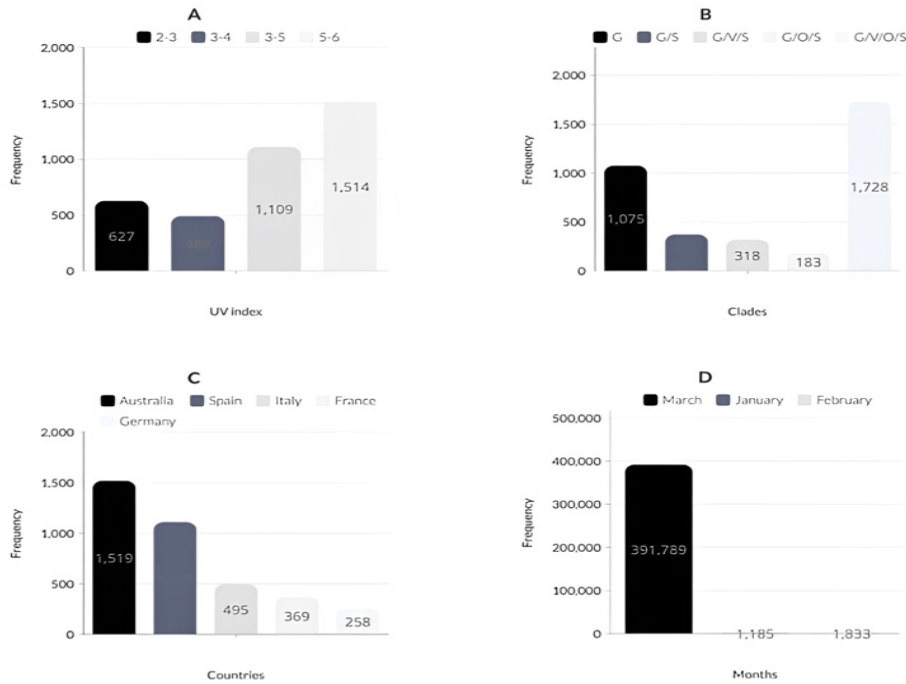 A
2-3 3-4 3-5 5-6
2,000
1,500
1,000
500
0
Frequency
627
1,109
1,514
UV index
B
G G/S G/V/S G/O/S G/V/O/S
2,000
1,500
1,000
500
0
Frequency
1,075
318
183
1,728
Clades
C
Australia Spain Italy France
Germany
2,000
1,500
1,000
500
0
Frequency
1,519
495
369
258
Countries
D
March January February
500,000
400,000
300,000
200,000
100,000
0
Frequency
391,789
1,185
1,833
Months